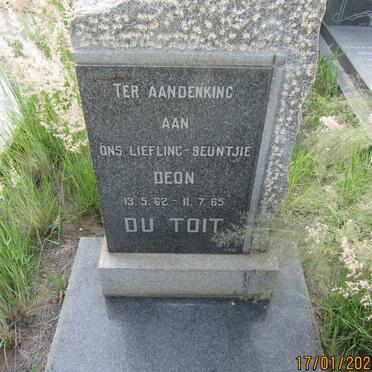 TER AANDENKING
AAN
ONS LIEFLING-SEUNTJIE
DEON
13.5.62 - 11.7.65
DU TOIT
17/01/202